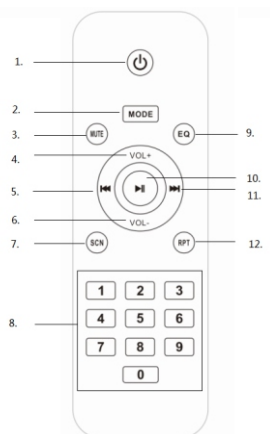 1.
2. MODE
3. MUTE EQ 9.
4. VOL+
10.
5. 11.
6. VOL-
7. SCN RPT 12.
1 2 3
8. 4 5 6
7 8 9
0